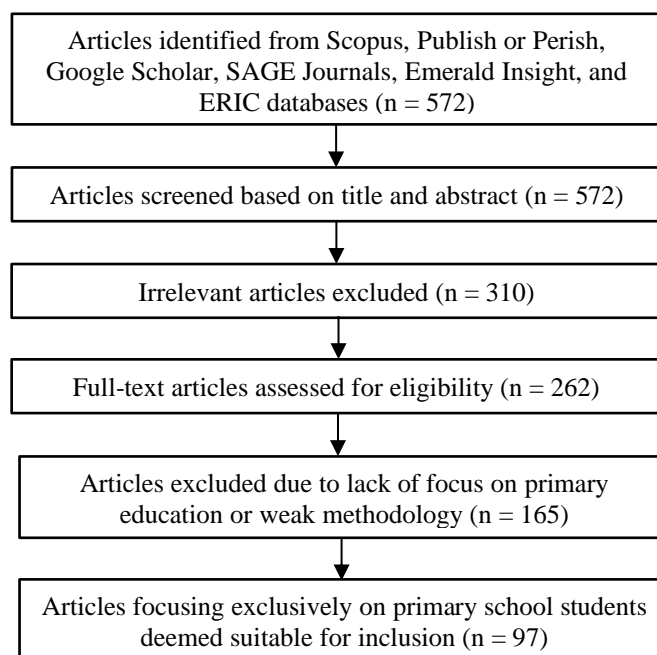 Articles identified from Scopus, Publish or Perish,
Google Scholar, SAGE Journals, Emerald Insight, and
ERIC databases (n = 572)
Articles screened based on title and abstract (n = 572)
Irrelevant articles excluded (n = 310)
Full-text articles assessed for eligibility (n = 262)
Articles excluded due to lack of focus on primary
education or weak methodology (n = 165)
Articles focusing exclusively on primary school students
deemed suitable for inclusion (n = 97)